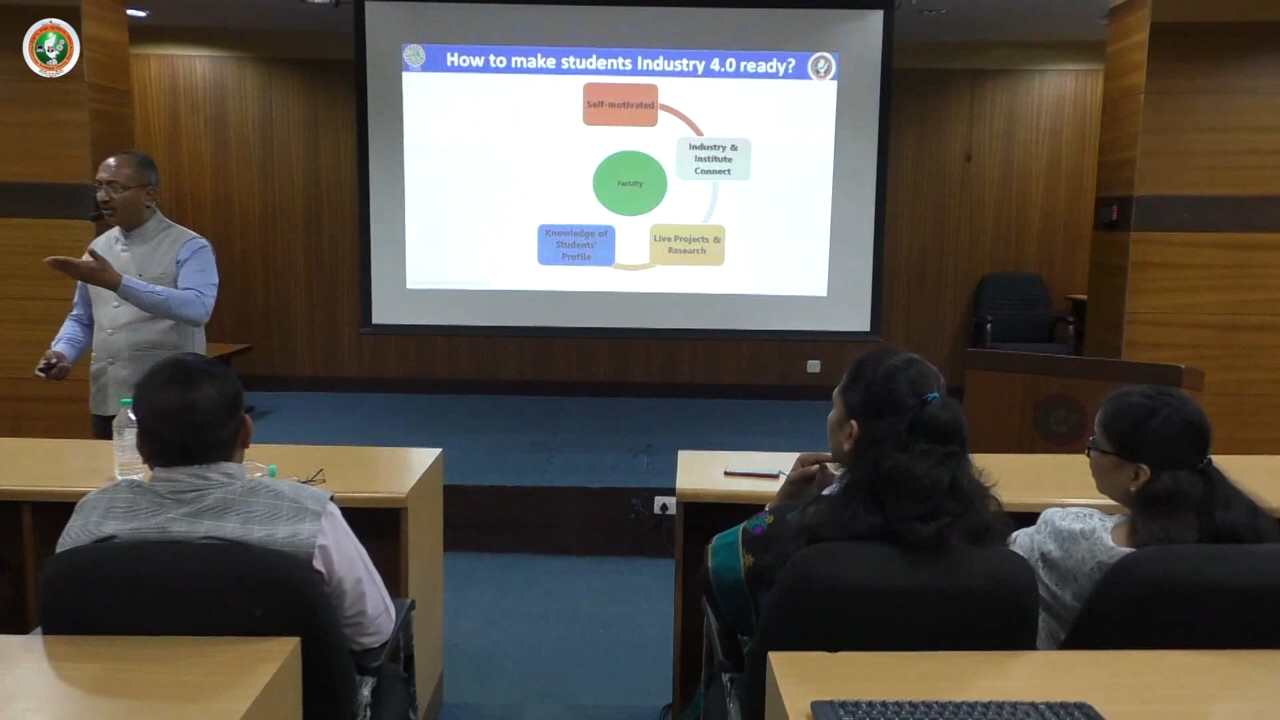 How to make students Industry 4.0 ready?
Self-motivated
Industry &
Institute
Connect
Faculty
Knowledge of
Students'
Profile
Live Projects &
Research